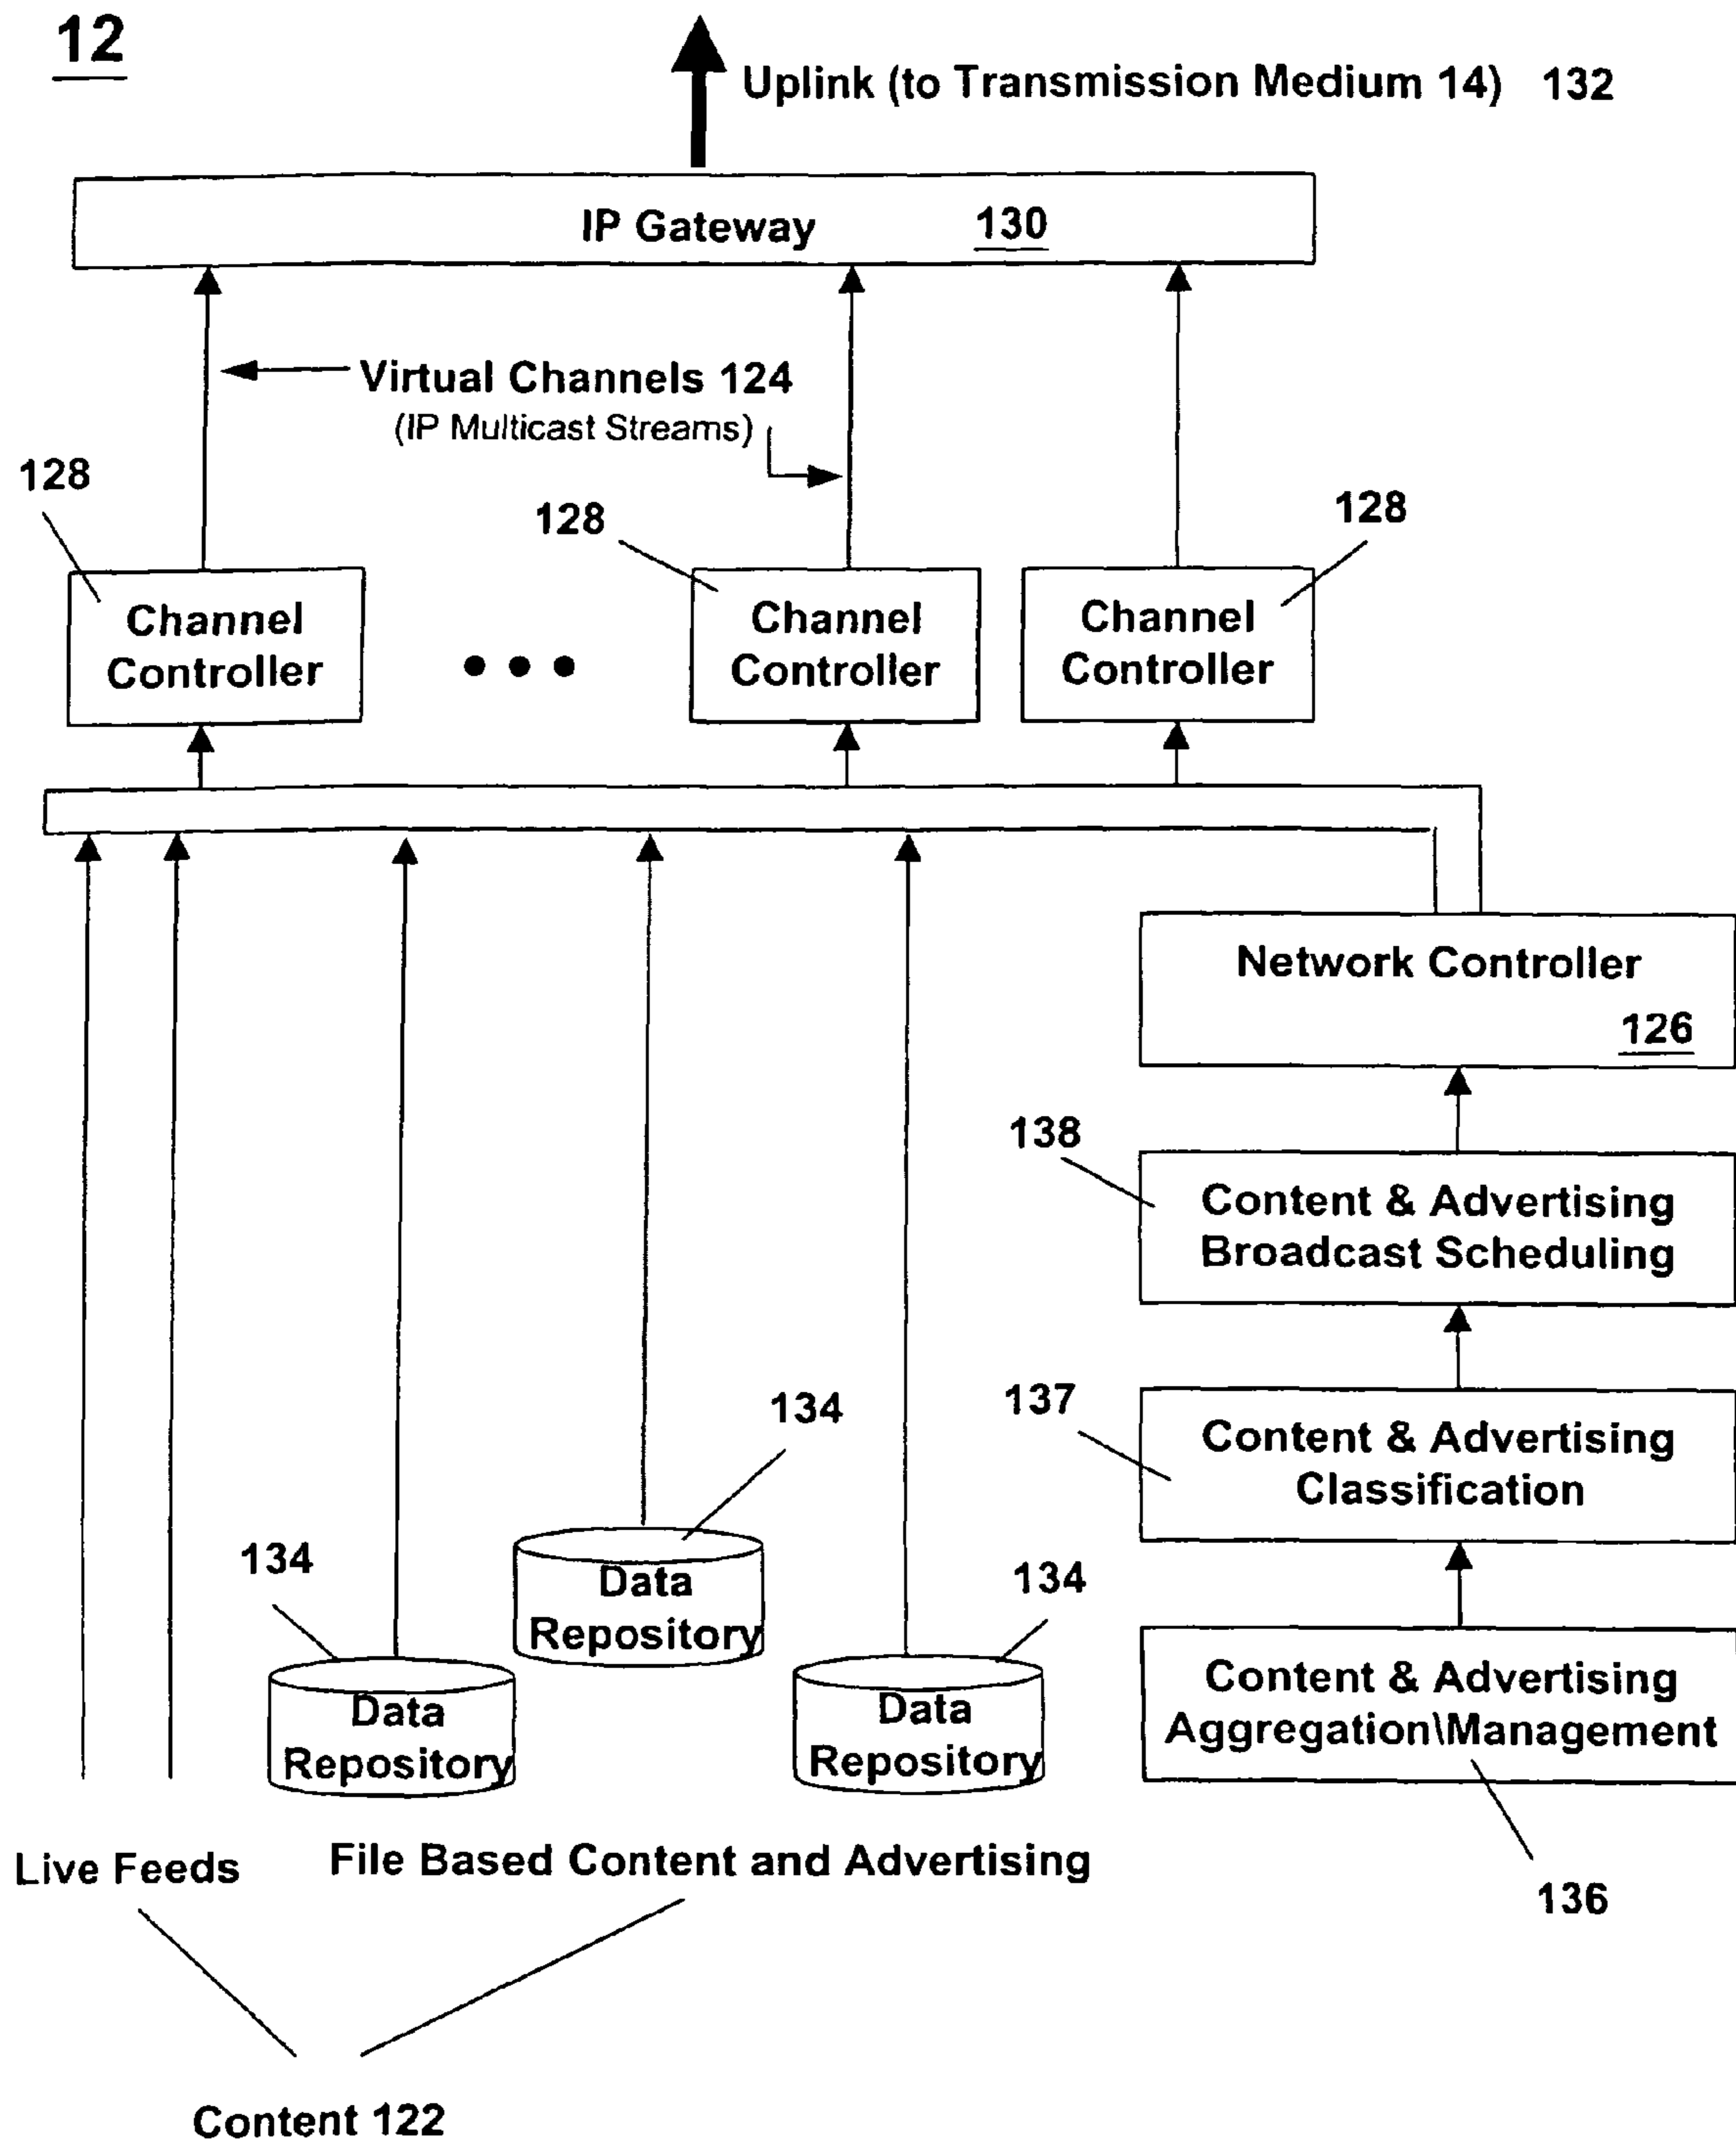 12
Uplink (to Transmission Medium 14) 132
IP Gateway 130
Virtual Channels 124
(IP Multicast Streams)
128
128
128
Channel
Controller
Channel
Controller
Channel
Controller
Network Controller
126
138
Content & Advertising
Broadcast Scheduling
137
Content & Advertising
Classification
134
134
134
Data
Repository
Data
Repository
Data
Repository
Content & Advertising
Aggregation\Management
136
Live Feeds
File Based Content and Advertising
Content 122